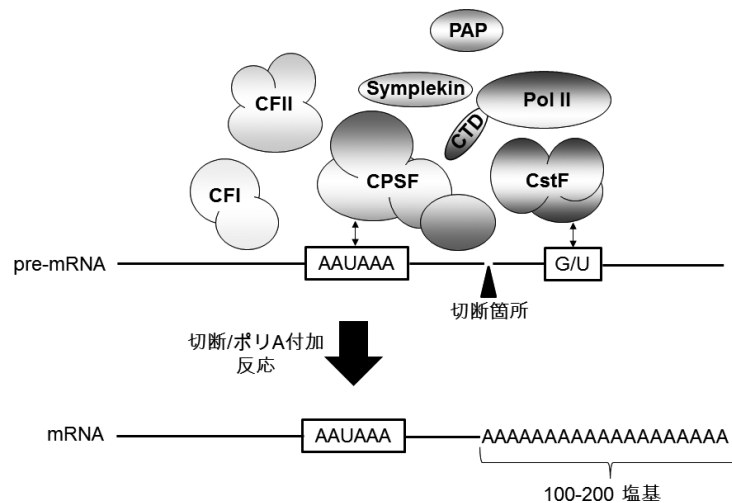 PAP
Symplekin
Pol II
CFII
CTD
CPSF
CstF
CFI
pre-mRNA
AAUAAA
G/U
切断箇所
切断/ポリA付加
反応
mRNA
AAUAAA
AAAAAAAAAAAAAAAAAAAA
100-200 塩基